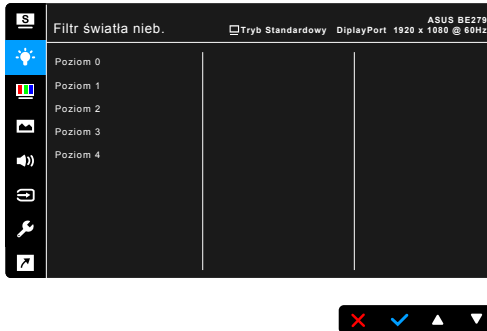 S
ASUS BE279
Filtr światła nieb.
Tryb Standardowy DiplayPort 1920 x 1080 @ 60Hz
Poziom 0
Poziom 1
Poziom 2
Poziom 3
Poziom 4